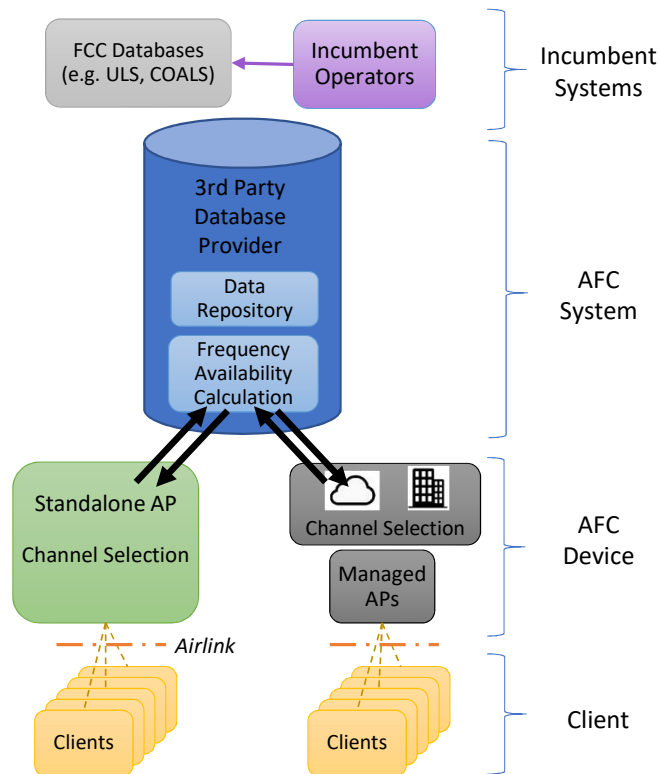 FCC Databases
(e.g. ULS, COALS)
Incumbent
Operators
Incumbent
Systems
3rd Party
Database
Provider
Data
Repository
Frequency
Availability
Calculation
AFC
System
Standalone AP
Channel Selection
Channel Selection
Managed
APs
AFC
Device
Airlink
Clients
Clients
Client